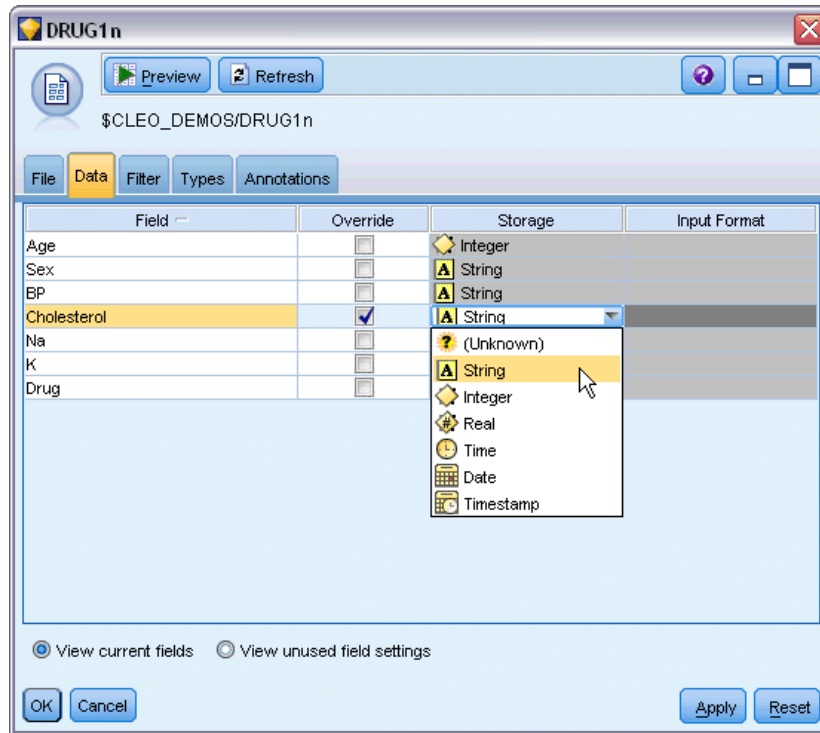 DRUG1n
Preview Refresh
$CLEO_DEMOS/DRUG1n
File Data Filter Types Annotations
Field Override Storage Input Format
Age Integer
Sex String
BP String
Cholesterol String
Na (Unknown)
K String
Drug Integer
Real
Time
Date
Timestamp
View current fields View unused field settings
OK Cancel Apply Reset